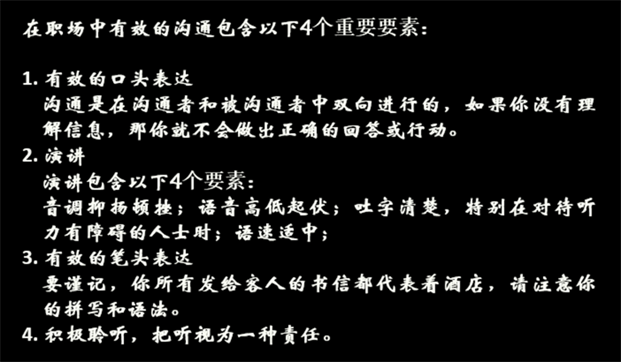 在职场中有效的沟通包含以下4个重要要素：
1. 有效的口头表达
沟通是在沟通者和被沟通者中双向进行的，如果你没有理
解信息，那你就不会做出正确的回答或行动。
2. 演讲
演讲包含以下4个要素：
音调抑扬顿挫；语音高低起伏；吐字清楚，特别在对待听
力有障碍的人士时；语速适中；
3. 有效的笔头表达
要谨记，你所有发给客人的书信都代表着酒店，请注意你
的拼写和语法。
4. 积极聆听，把听视为一种责任。